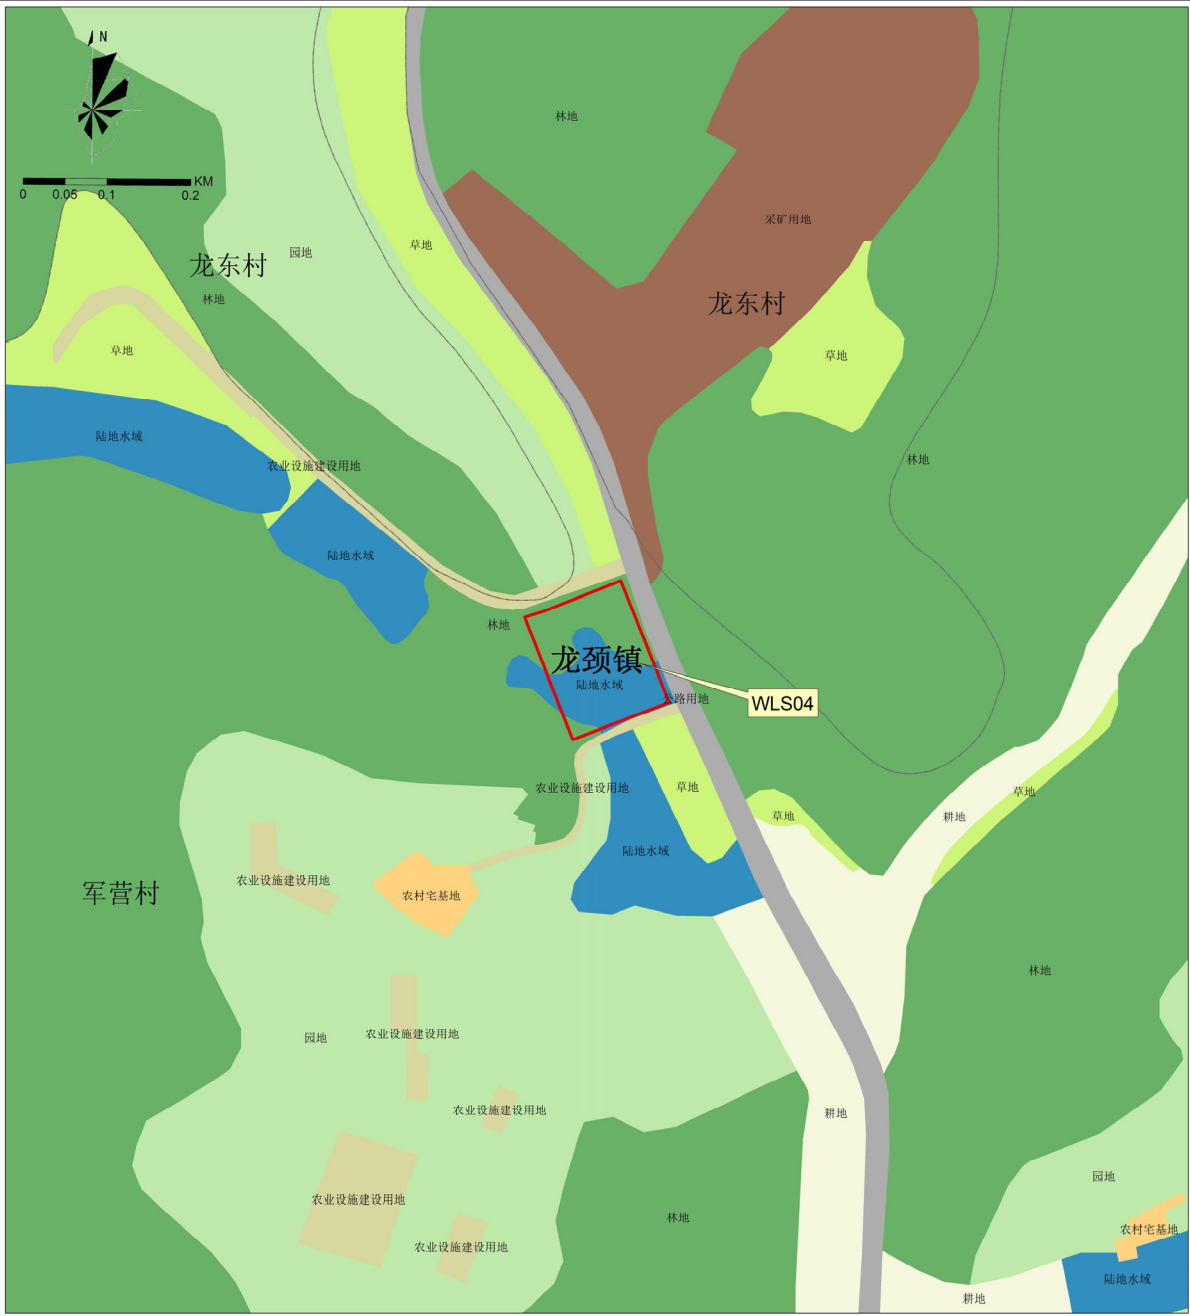 N
KM
0 0.05 0.1 0.2
林地
采矿用地
草地
园地
龙东村
林地
龙东村
草地
草地
陆地水域
农业设施建设用地
林地
陆地水域
林地
龙颈镇
陆地水域
公路用地
WLS04
农业设施建设用地
草地
草地
草地
耕地
陆地水域
农业设施建设用地
军营村
农村宅基地
林地
园地
农业设施建设用地
农业设施建设用地
耕地
园地
农业设施建设用地
林地
农村宅基地
农业设施建设用地
陆地水域
耕地